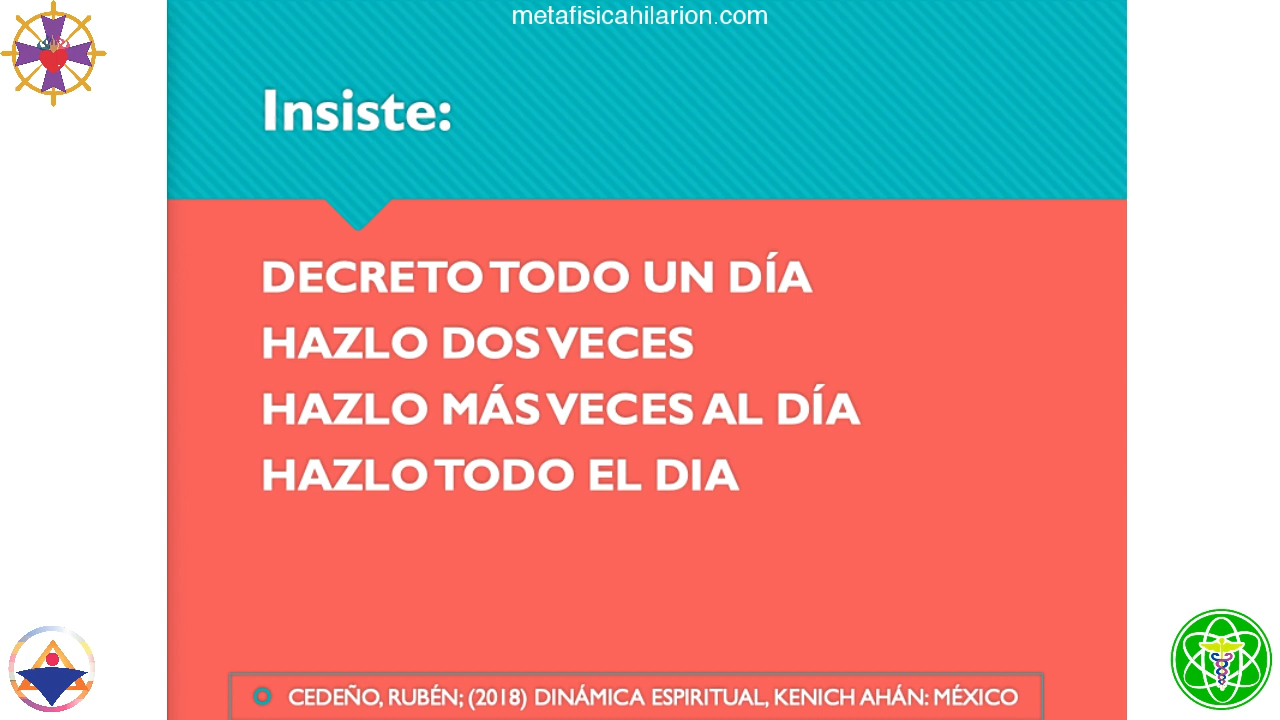 metafisicahilarion.com
Insiste:
DECRETO TODO UN DÍA
HAZLO DOS VECES
HAZLO MÁS VECES AL DÍA
HAZLO TODO EL DIA
CEDEÑO, RUBÉN; (2018) DINÁMICA ESPIRITUAL, KENICH AHÁN: MÉXICO